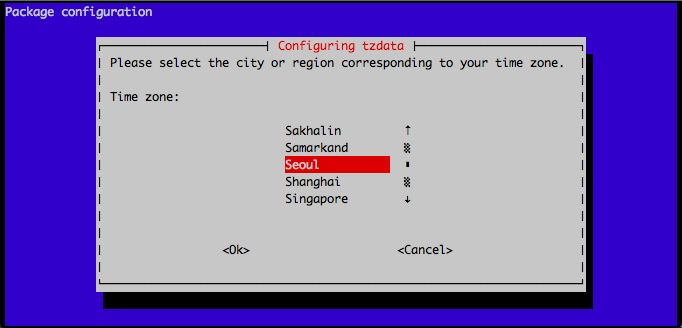 Package configuration
Configuring tzdata
Please select the city or region corresponding to your time zone.
Time zone:
Sakhalin
Samarkand
Seoul
Shanghai
Singapore
<Ok> <Cancel>